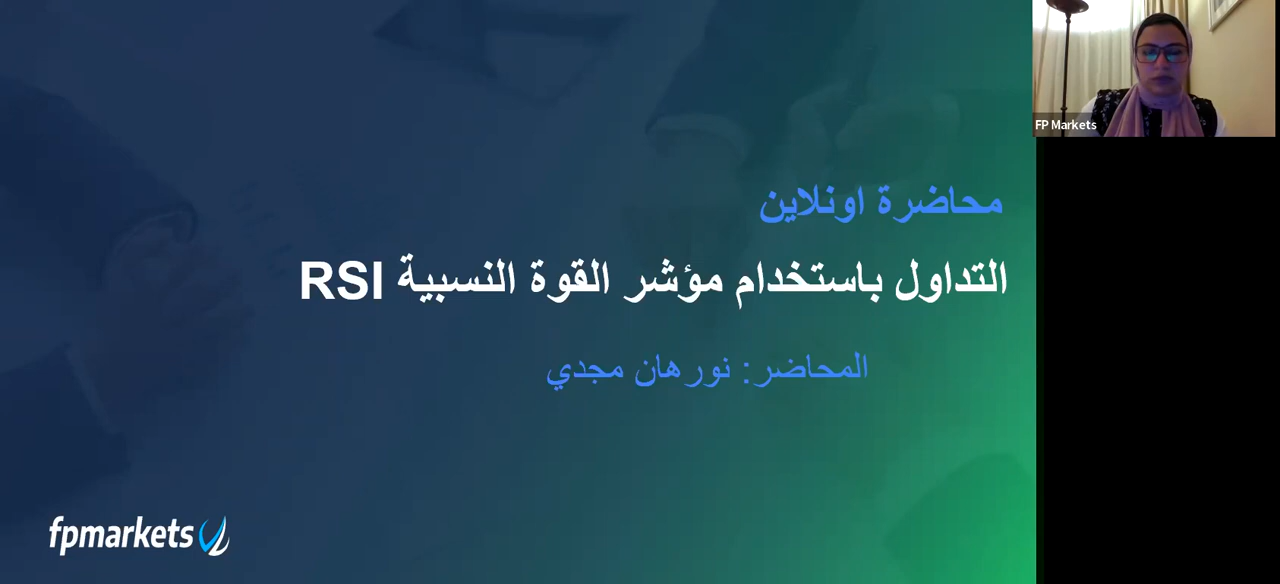 محاضرة اونلاين
التداول باستخدام مؤشر القوة النسبية RSI
المحاضر: نورهان مجدي
fpmarkets
FP Markets